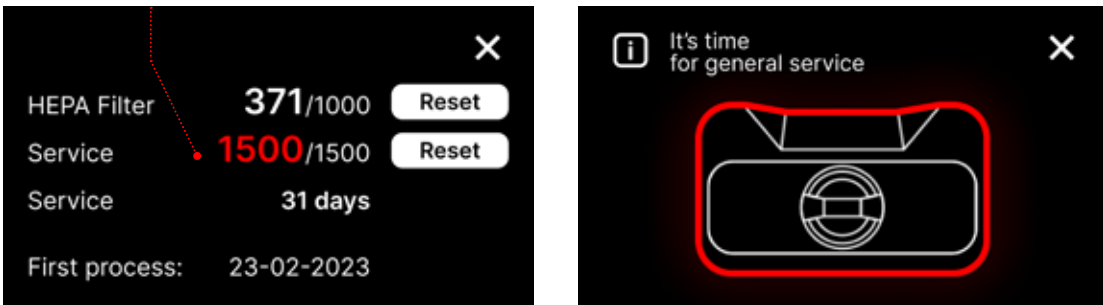 HEPA Filter 371/1000 Reset
Service 1500/1500 Reset
Service 31 days
First process: 23-02-2023
i It's time
for general service